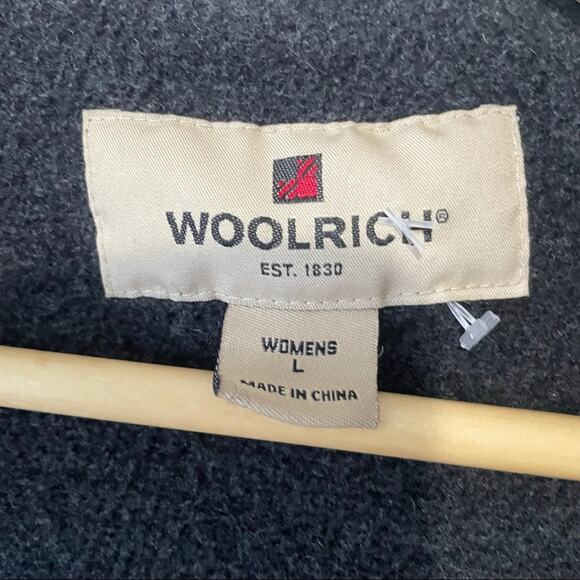 WOOLRICH®
EST. 1830
WOMENS
L
MADE IN CHINA